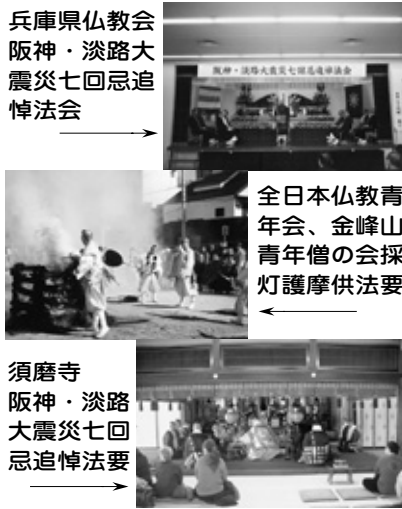 兵庫県仏教会
阪神・淡路大
震災七回忌追
悼法会
阪神・淡路大震災七回忌追悼法会
全日本仏教青
年会、金峰山
青年僧の会採
灯護摩供法要
須磨寺
阪神・淡路
大震災七回
忌追悼法要